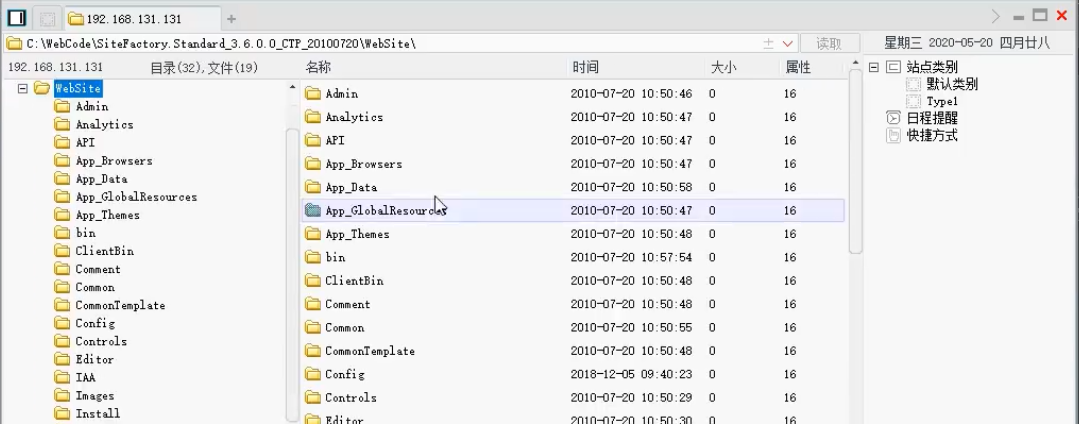 192.168.131.131
C:\WebCode\SiteFactory.Standard_3.6.0.0_CTP_20100720\WebSite\
读取
星期三 2020-05-20 四月廿八
192.168.131.131 目录(32),文件(19)
名称 时间 大小 属性
WebSite
Admin
Analytics
API
App_Browsers
App_Data
App_GlobalResources
App_Themes
bin
ClientBin
Comment
Common
CommonTemplate
Config
Controls
Editor
IAA
Images
Install
Admin 2010-07-20 10:50:46 0 16
Analytics 2010-07-20 10:50:47 0 16
API 2010-07-20 10:50:47 0 16
App_Browsers 2010-07-20 10:50:47 0 16
App_Data 2010-07-20 10:50:58 0 16
App_GlobalResources 2010-07-20 10:50:47 0 16
App_Themes 2010-07-20 10:50:48 0 16
bin 2010-07-20 10:57:54 0 16
ClientBin 2010-07-20 10:50:48 0 16
Comment 2010-07-20 10:50:48 0 16
Common 2010-07-20 10:50:55 0 16
CommonTemplate 2010-07-20 10:50:48 0 16
Config 2018-12-05 09:40:23 0 16
Controls 2010-07-20 10:50:29 0 16
Editor 2010-07-20 10:50:30 0 16
站点类别
默认类别
Type1
日程提醒
快捷方式